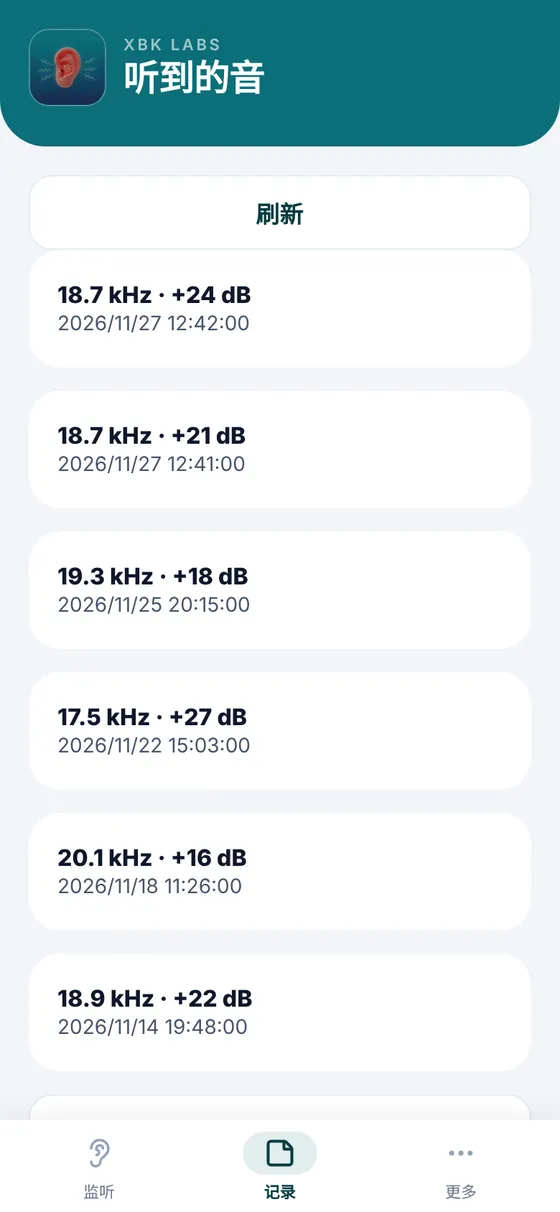 XBK LABS
听到的音
刷新
18.7 kHz · +24 dB
2026/11/27 12:42:00
18.7 kHz · +21 dB
2026/11/27 12:41:00
19.3 kHz · +18 dB
2026/11/25 20:15:00
17.5 kHz · +27 dB
2026/11/22 15:03:00
20.1 kHz · +16 dB
2026/11/18 11:26:00
18.9 kHz · +22 dB
2026/11/14 19:48:00
监听
记录
更多